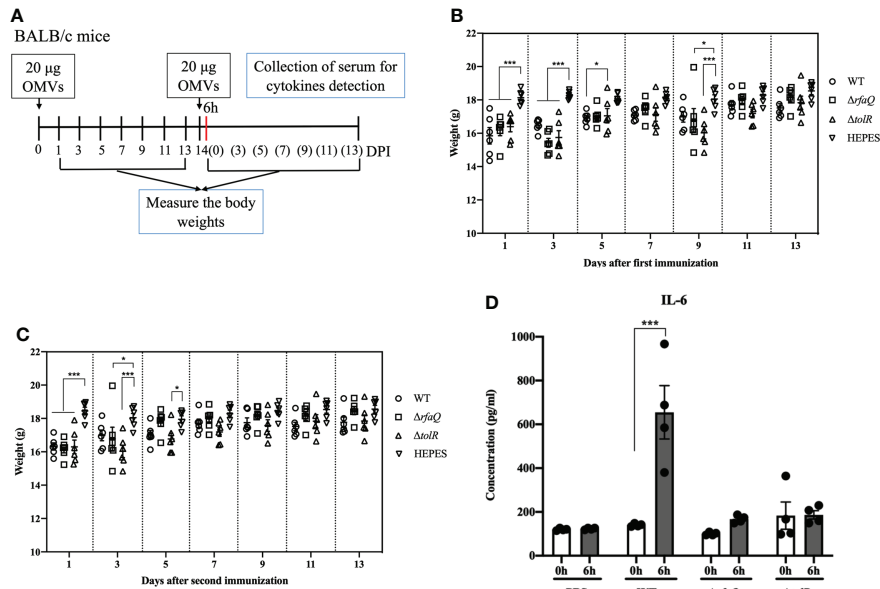 A
BALB/c mice
20 µg
OMVs
20 µg
OMVs
Collection of serum for
cytokines detection
6h
0 1 3 5 7 9 11 13 14(0) (3) (5) (7) (9) (11) (13) DPI
Measure the body
weights
B
22
20
18
16
14
12
10
Weight (g)
***
***
*
*
***
WT
ΔrfaQ
ΔtolR
HEPES
1 3 5 7 9 11 13
Days after first immunization
C
22
20
18
16
14
12
10
Weight (g)
***
*
***
*
WT
ΔrfaQ
ΔtolR
HEPES
1 3 5 7 9 11 13
Days after second immunization
D
IL-6
***
1000
800
600
400
200
0
Concentration (pg/ml)
0h 6h 0h 6h 0h 6h 0h 6h